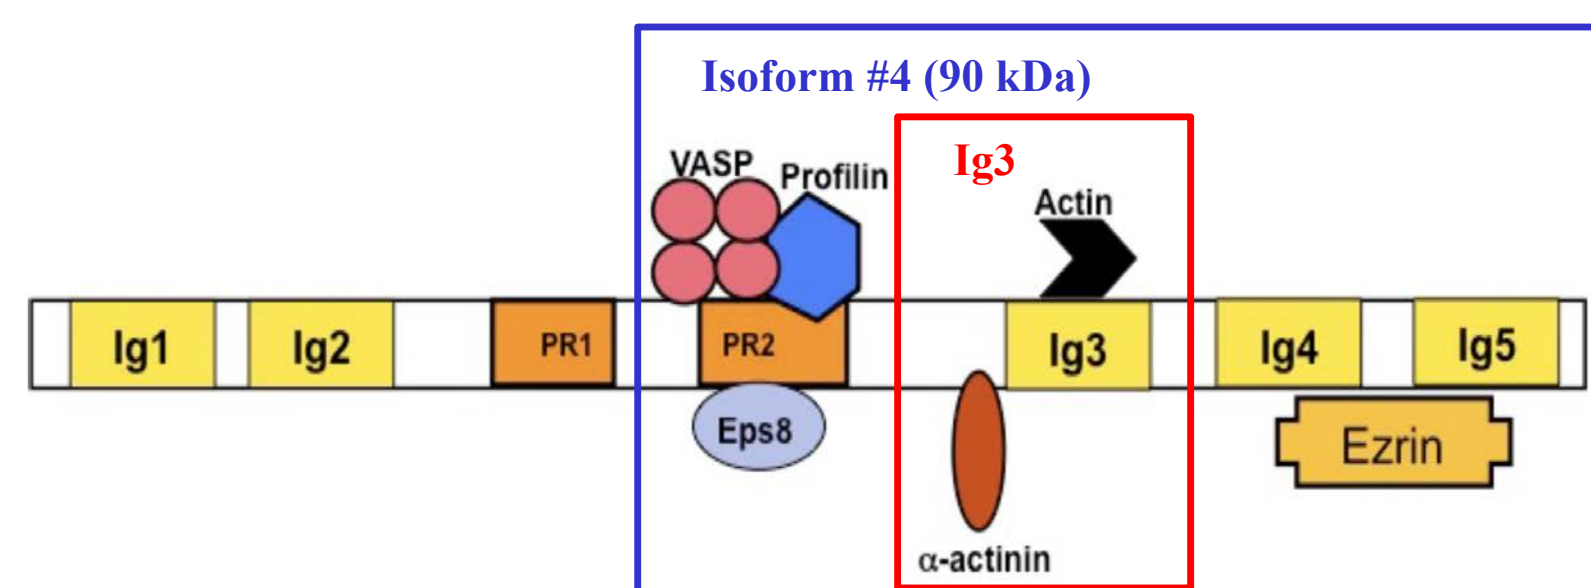 Isoform #4 (90 kDa)
Ig3
VASP
Profilin
Actin
Ig1
Ig2
PR1
PR2
Ig3
Ig4
Ig5
Eps8
Ezrin
α-actinin